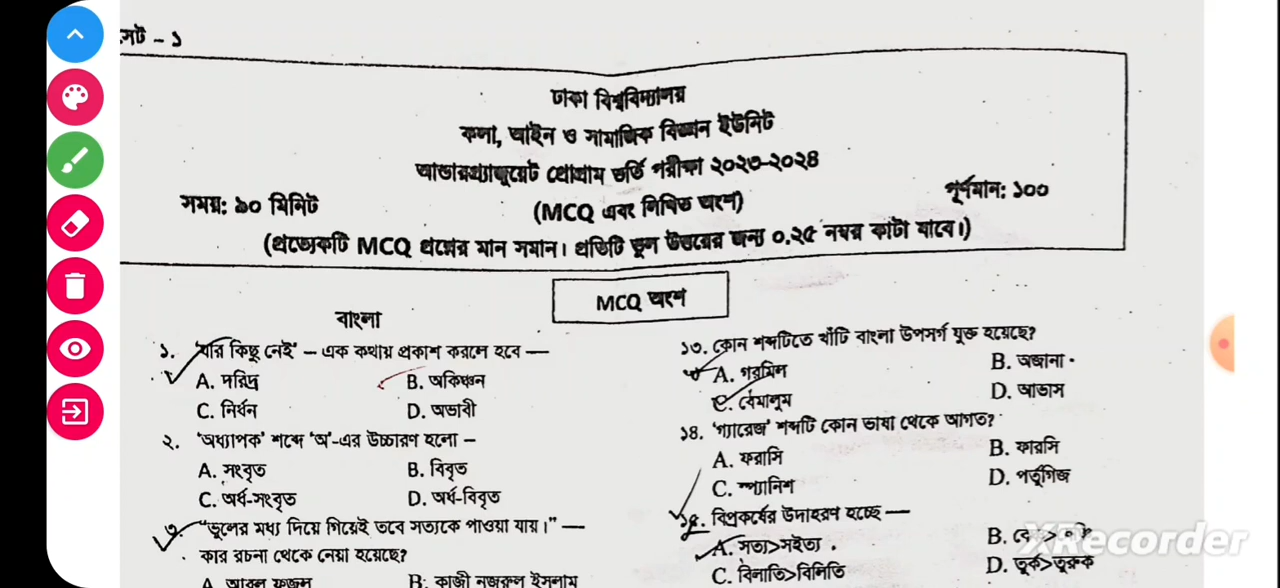 সেট - ১
ঢাকা বিশ্ববিদ্যালয়
কলা, আইন ও সামাজিক বিজ্ঞান ইউনিট
আন্ডারগ্র্যাজুয়েট প্রোগ্রাম ভর্তি পরীক্ষা ২০২৩-২০২৪
সময়: ৯০ মিনিট
(MCQ এবং লিখিত অংশ)
পূর্ণমান: ১০০
(প্রত্যেকটি MCQ প্রশ্নের মান সমান। প্রতিটি ভুল উত্তরের জন্য ০.২৫ নম্বর কাটা যাবে।)
MCQ অংশ
বাংলা
১. 'যার কিছু নেই' – এক কথায় প্রকাশ করলে হবে —
A. দরিদ্র B. অকিঞ্চন
C. নির্ধন D. অভাবী
২. 'অধ্যাপক' শব্দে 'অ'-এর উচ্চারণ হলো –
A. সংবৃত B. বিবৃত
C. অর্ধ-সংবৃত D. অর্ধ-বিবৃত
৩. "ভুলের মধ্য দিয়ে গিয়েই তবে সত্যকে পাওয়া যায়।" —
কার রচনা থেকে নেয়া হয়েছে?
A. আবুল ফজল B. কাজী নজরুল ইসলাম
১৩. কোন শব্দটিতে খাঁটি বাংলা উপসর্গ যুক্ত হয়েছে?
A. গরমিল B. অজানা
C. বেমালুম D. আভাস
১৪. 'গ্যারেজ' শব্দটি কোন ভাষা থেকে আগত?
A. ফরাসি B. ফারসি
C. স্প্যানিশ D. পর্তুগিজ
১৫. বিপ্রকর্ষের উদাহরণ হচ্ছে —
A. সত্য>সইত্য B.
C. বিলাতি>বিলিতি D. তুর্ক>তুরুক
XRecorder